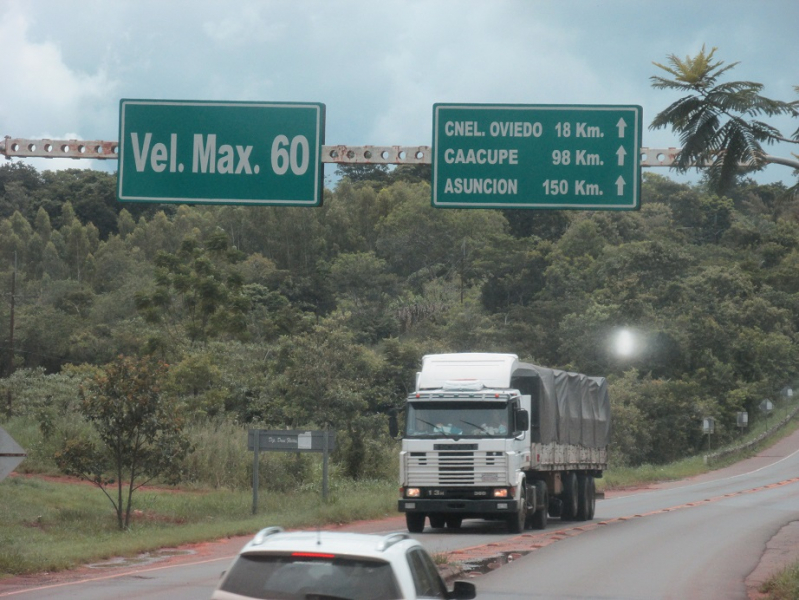 Vel. Max. 60
CNEL. OVIEDO 18 Km. ↑
CAACUPE 98 Km. ↑
ASUNCION 150 Km. ↑